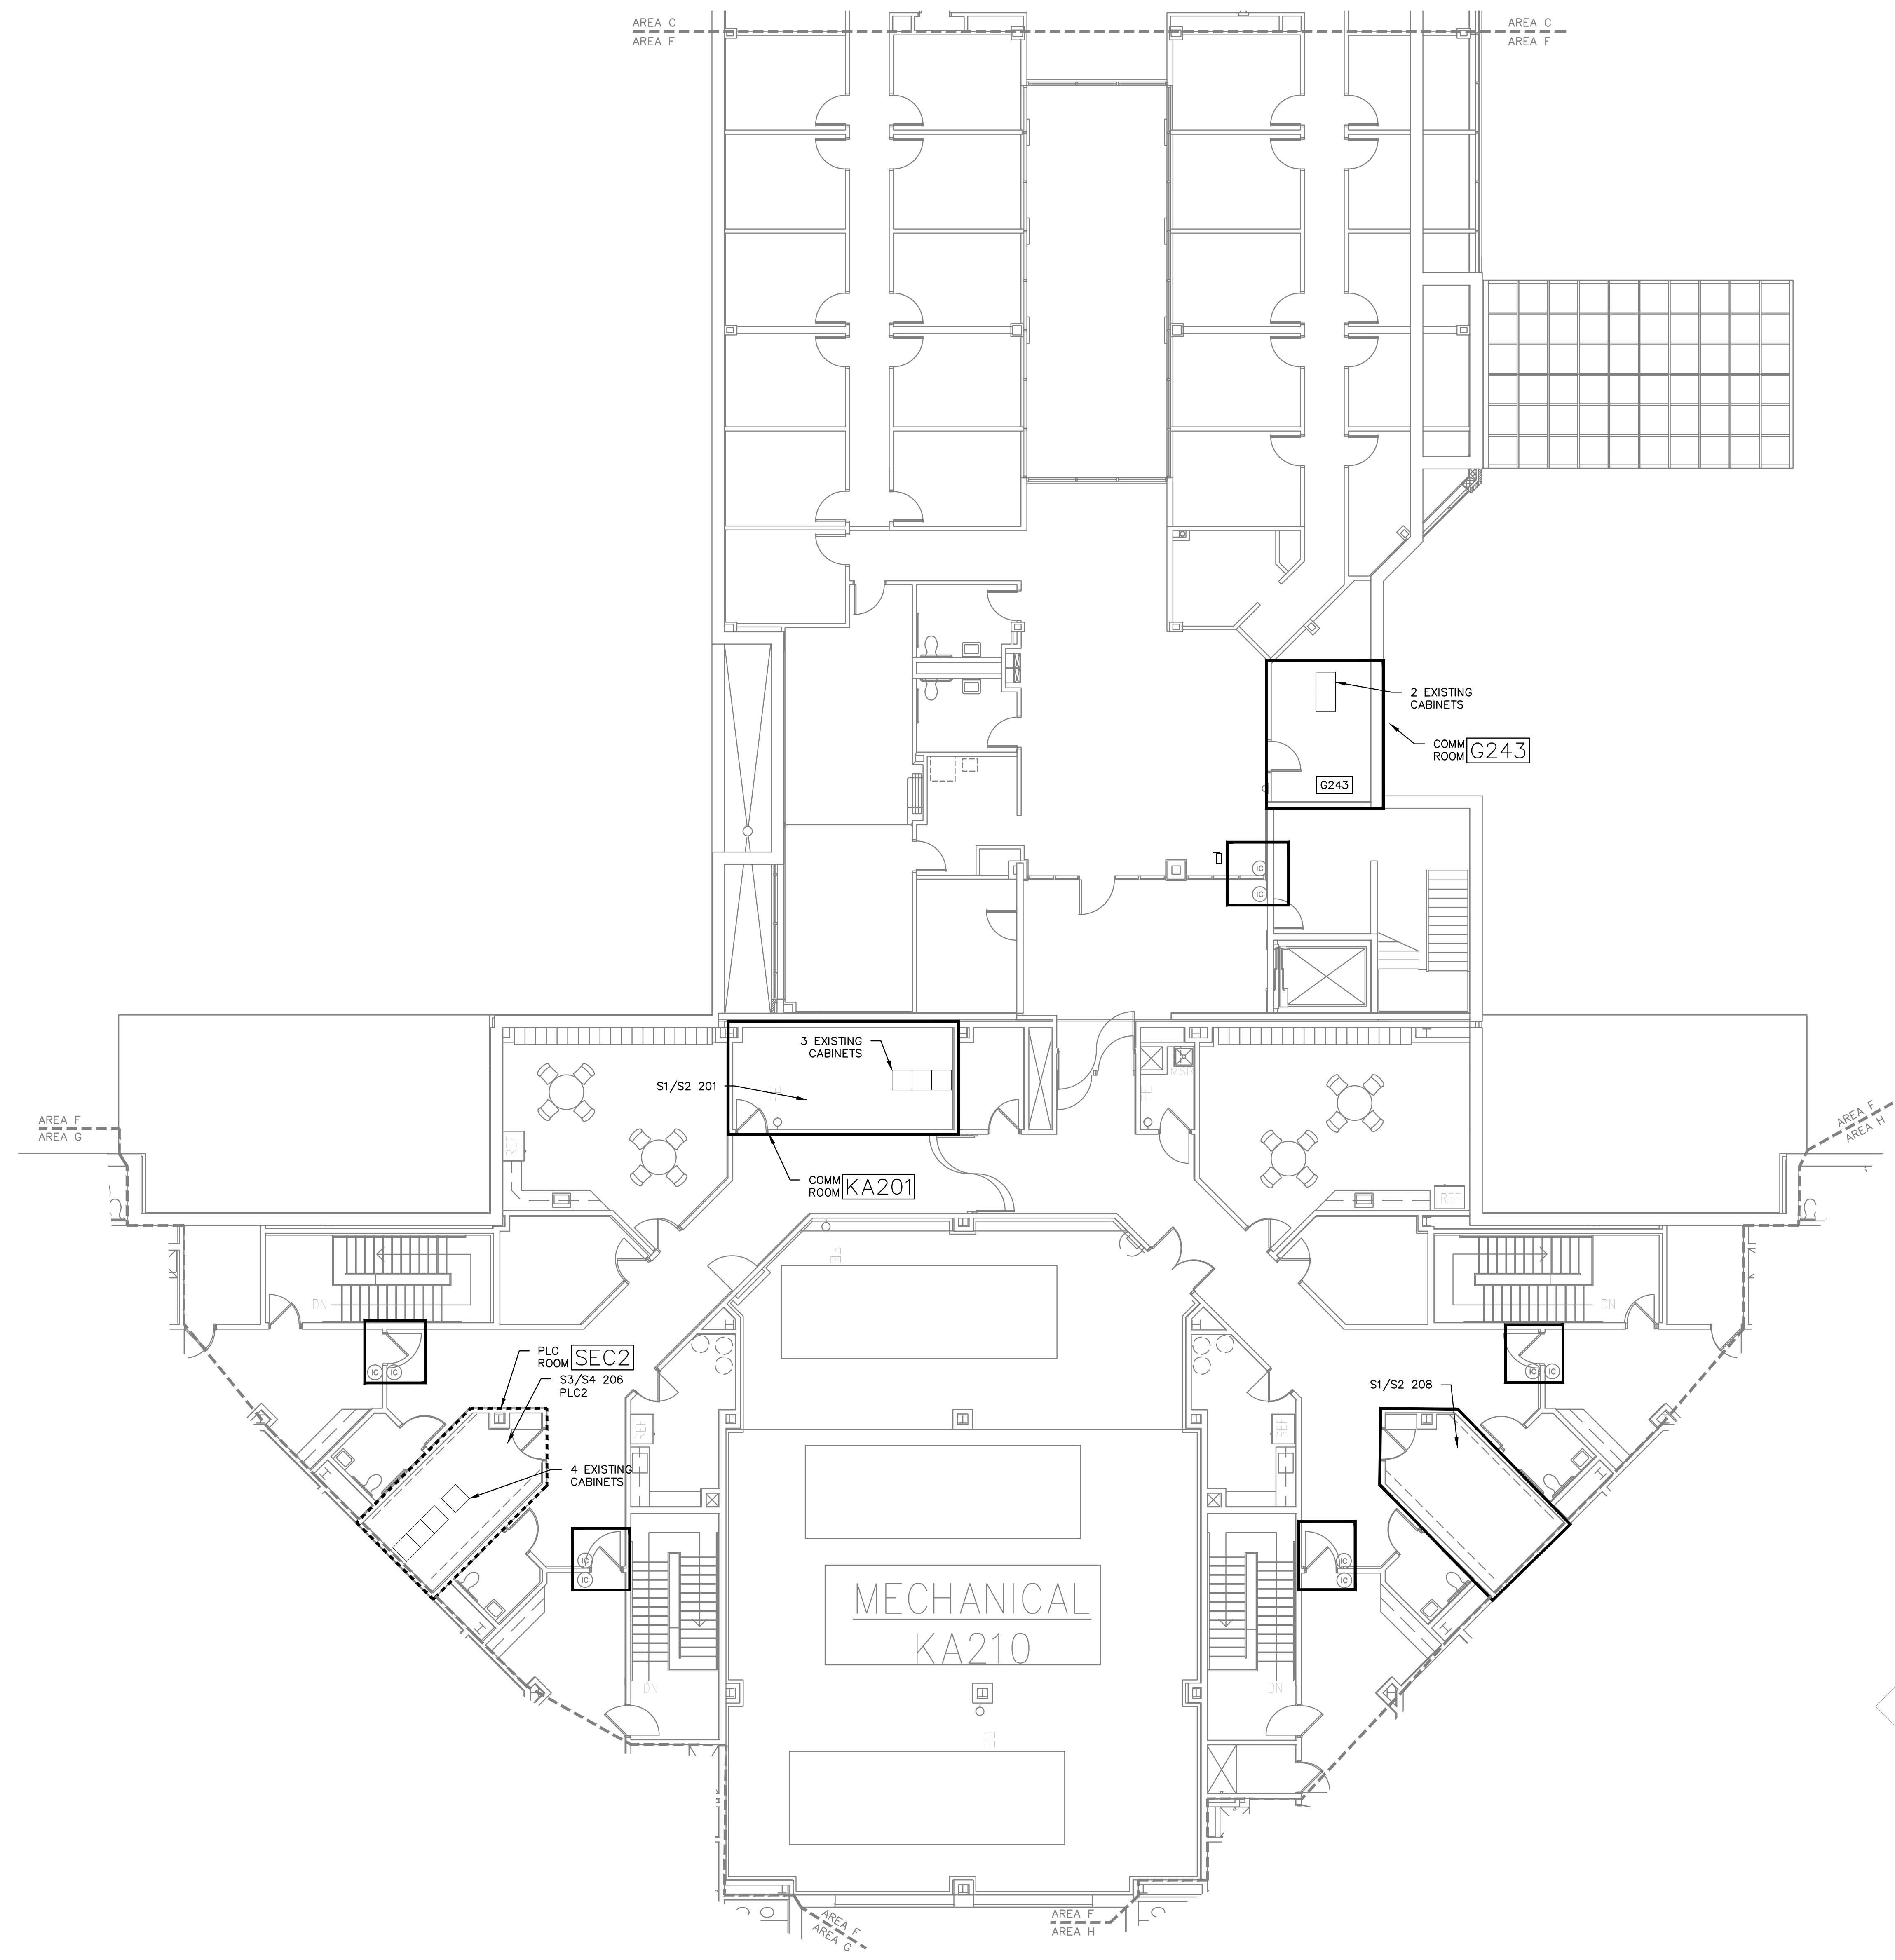 AREA C
AREA F
AREA C
AREA F
2 EXISTING
CABINETS
COMM
ROOM G243
G243
IC
IC
3 EXISTING
CABINETS
S1/S2 201
FE
FE
MSB
AREA F
AREA G
AREA F
AREA H
REF
REF
COMM
ROOM KA201
FE
DN
DN
PLC
ROOM SEC2
S3/S4 206
PLC2
IC
IC
IC
IC
S1/S2 208
REF
REF
4 EXISTING
CABINETS
IC
IC
IC
IC
MECHANICAL
KA210
DN
DN
FE
AREA F
AREA G
AREA F
AREA H